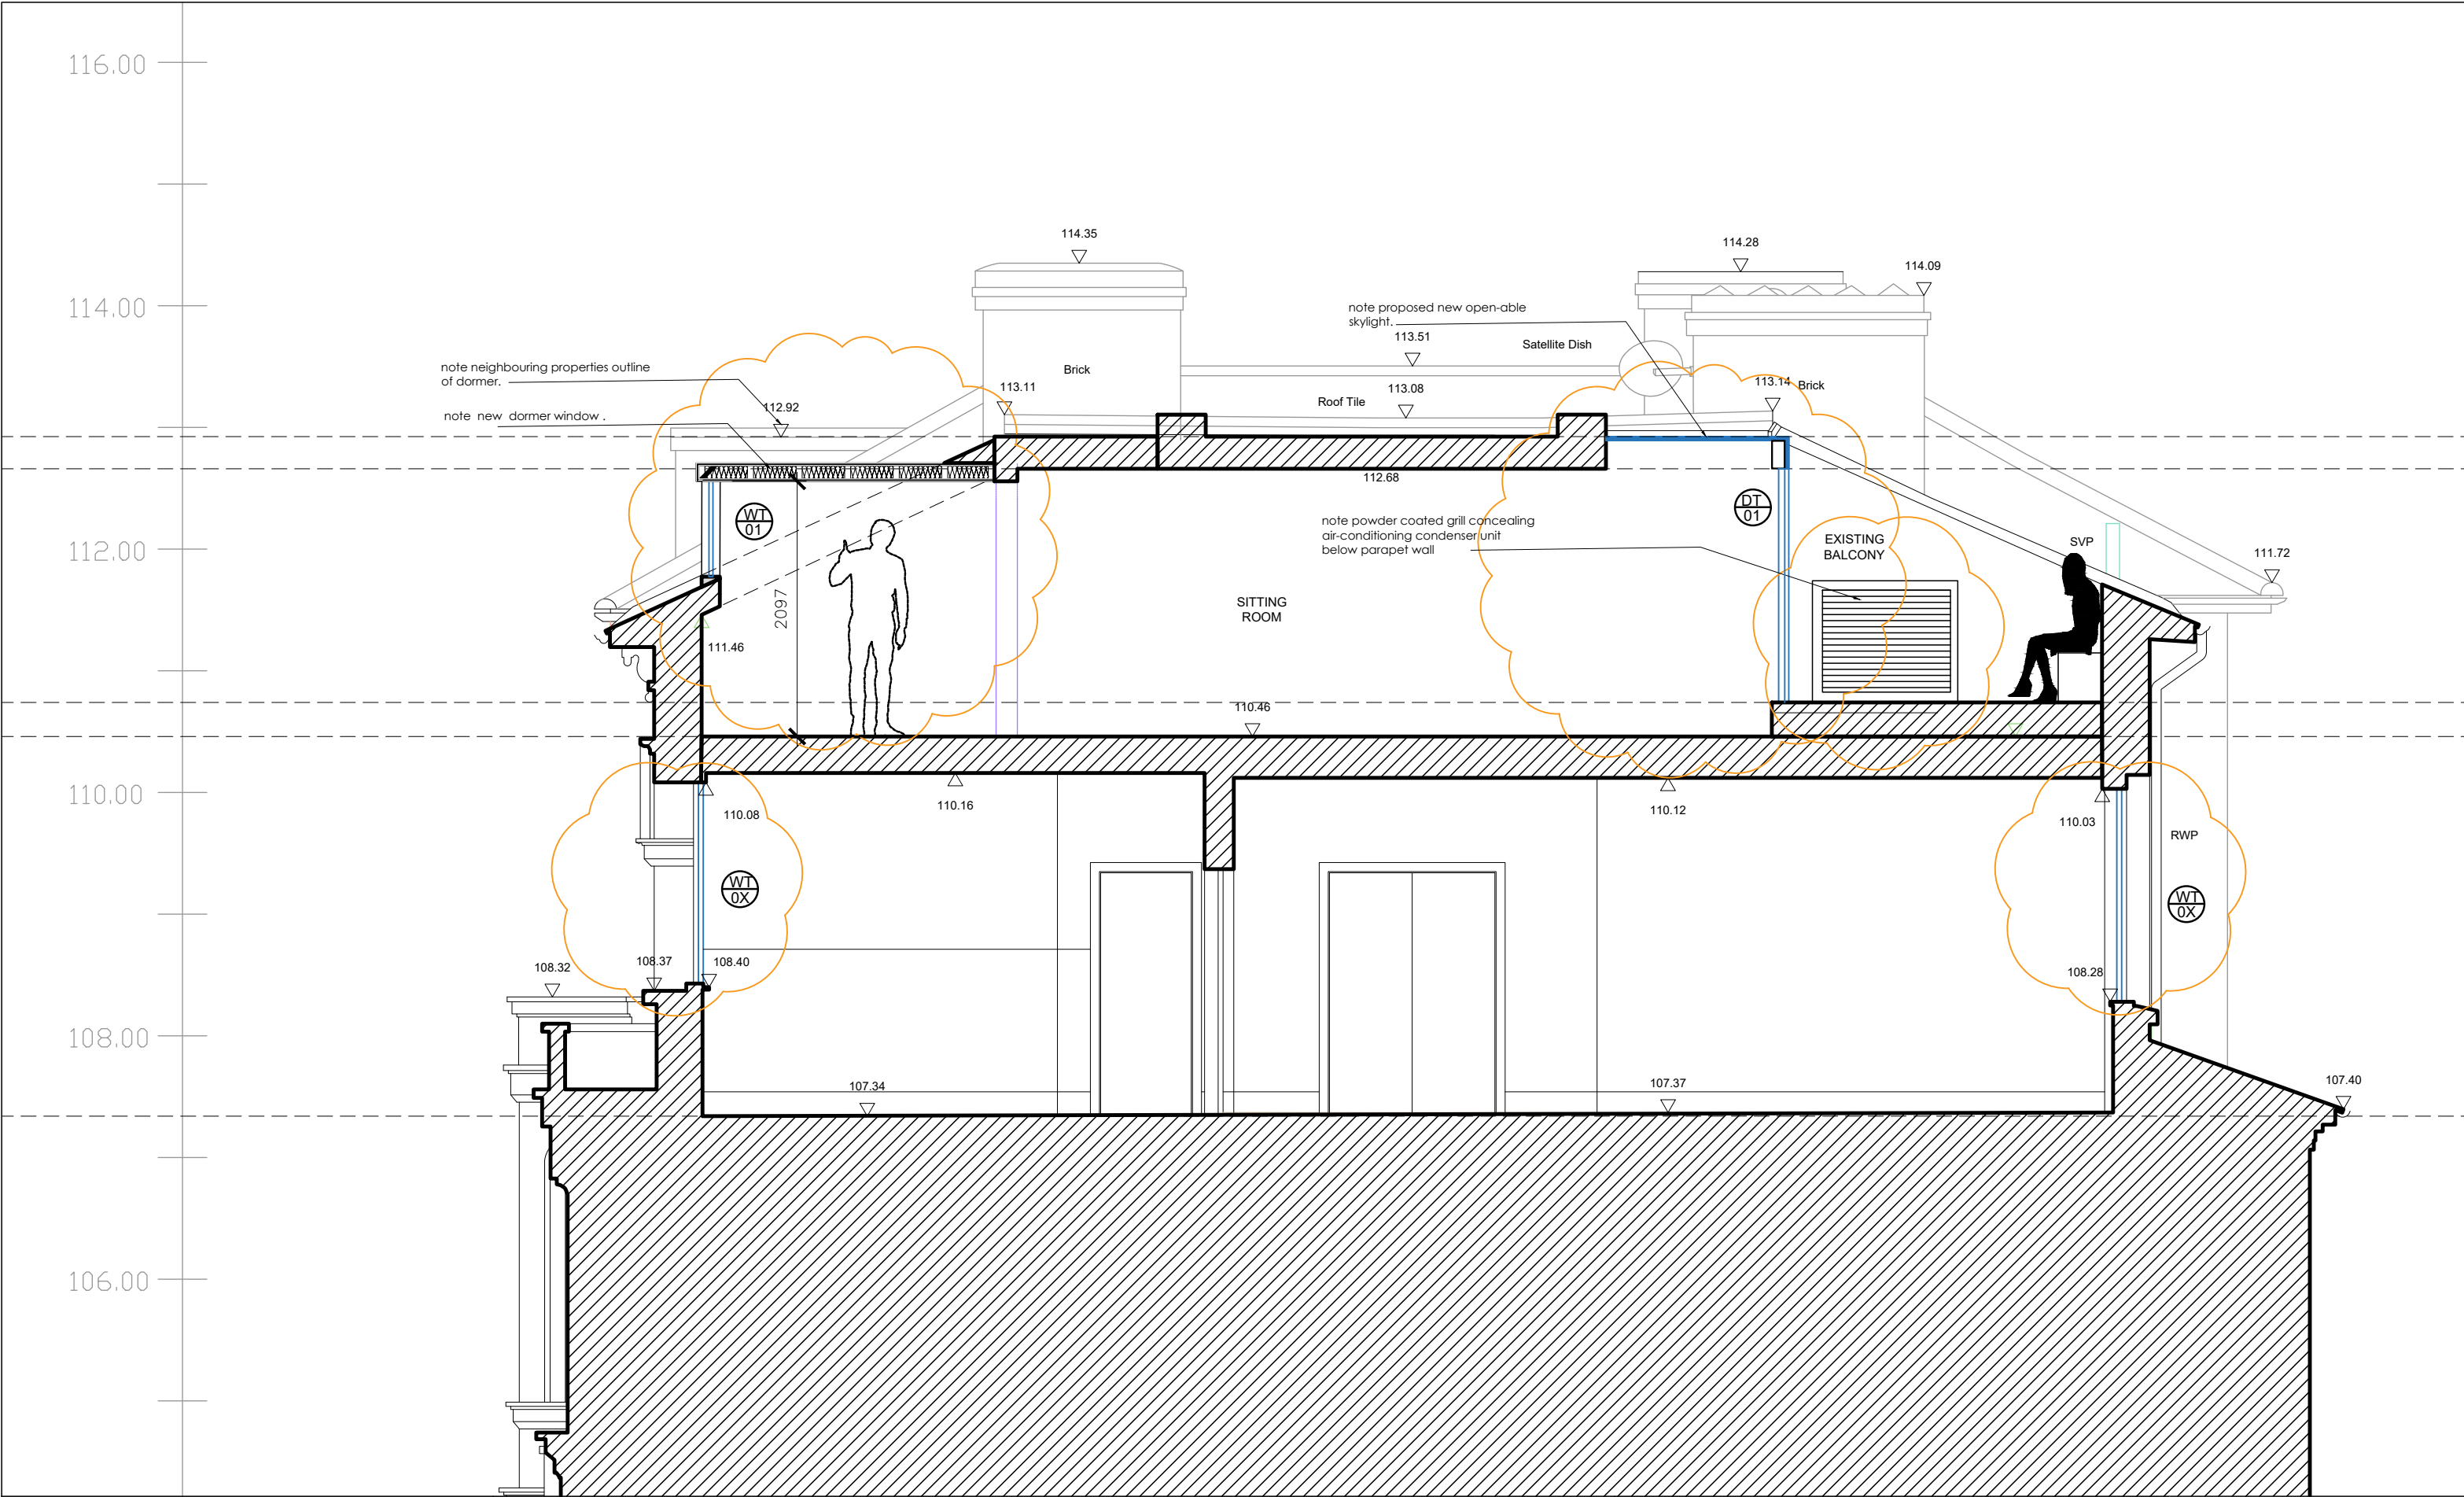 116.00
114.35
114.28
114.09
114.00
note proposed new open-able
skylight.
113.51
Satellite Dish
note neighbouring properties outline
of dormer.
Brick
113.11
113.08
113.14
Brick
Roof Tile
112.92
note  new  dormer window .
112.68
WT
01
DT
01
note powder coated grill concealing
air-conditioning condenser unit
below parapet wall
EXISTING
BALCONY
SVP
112.00
111.72
2097
SITTING
ROOM
111.46
110.46
110.00
110.08
110.16
110.12
110.03
RWP
WT
0X
WT
0X
108.32
108.37
108.40
108.28
108.00
107.34
107.37
107.40
106.00